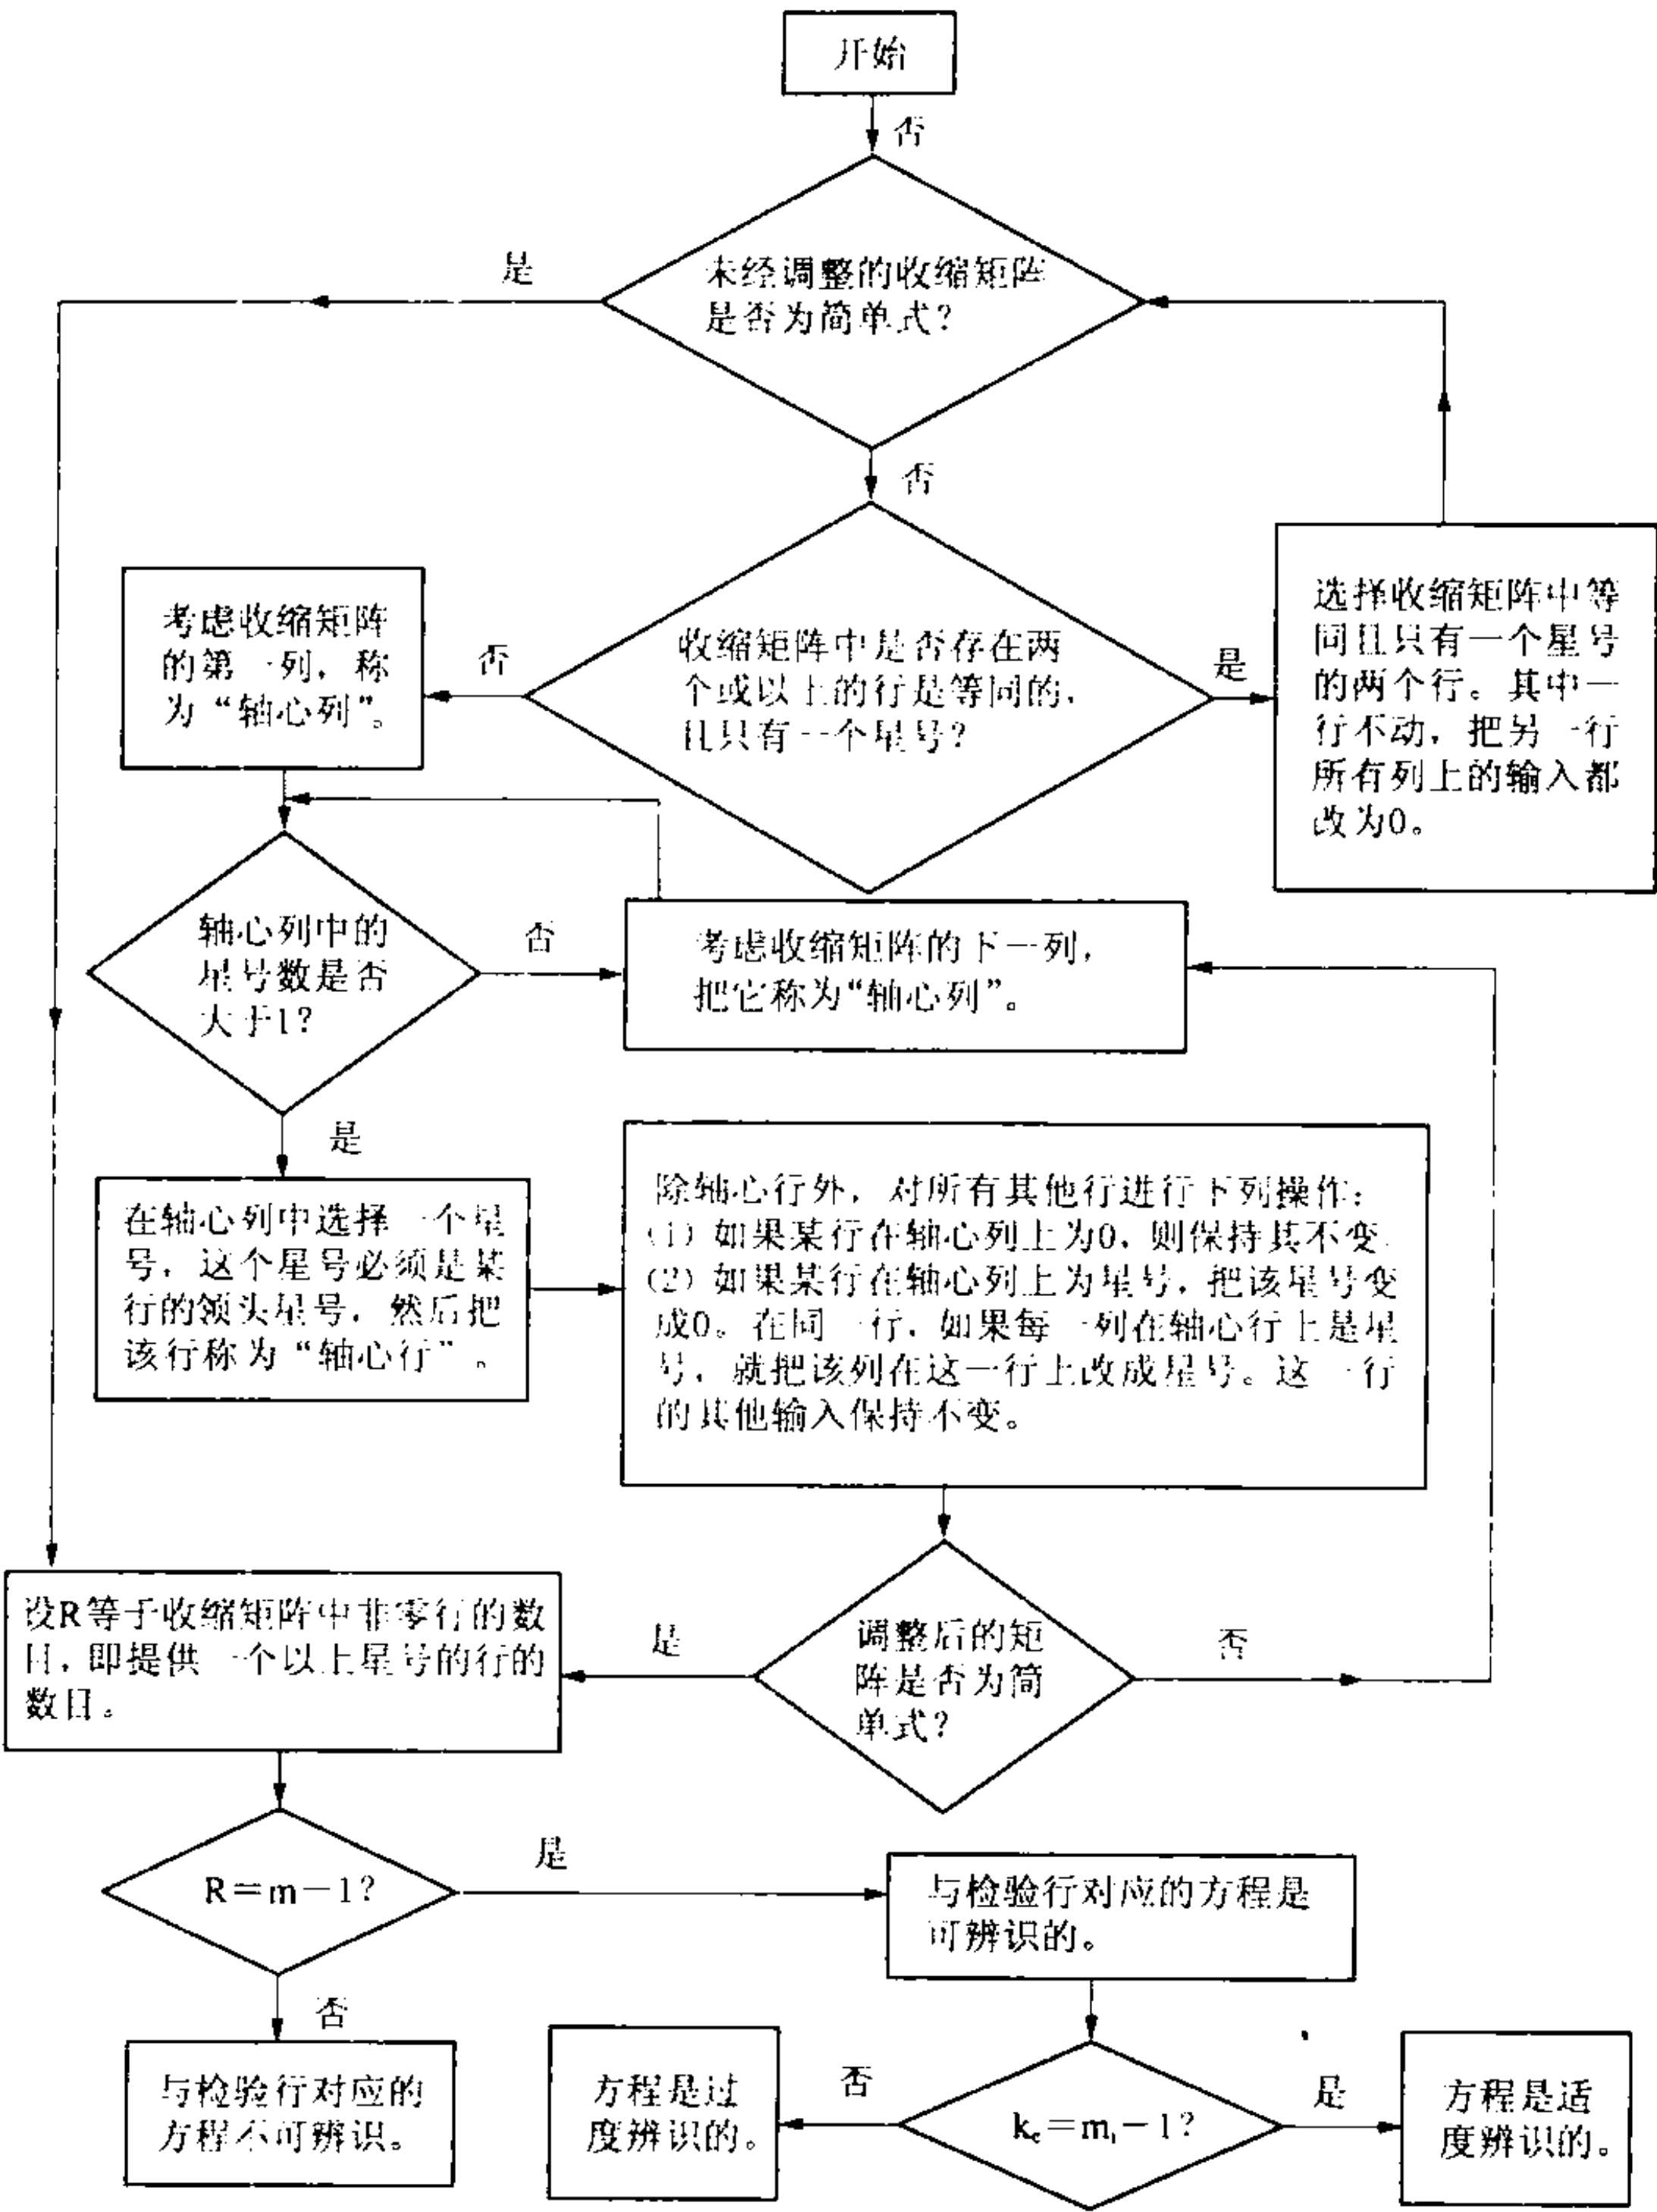 开始
否
是
未经调整的收缩矩阵
是否为简单式?
否
考虑收缩矩阵
的第一列，称
为“轴心列”。
否
收缩矩阵中是否存在两
个或以上的行是等同的，
且只有一个星号?
是
选择收缩矩阵中等
同且只有一个星号
的两个行。其中一
行不动，把另一行
所有列上的输入都
改为0。
轴心列中的
星号数是否
大于1?
否
考虑收缩矩阵的下一列，
把它称为“轴心列”。
是
在轴心列中选择一个星
号，这个星号必须是某
行的领头星号，然后把
该行称为“轴心行”。
除轴心行外，对所有其他行进行下列操作：
(1) 如果某行在轴心列上为0，则保持其不变.
(2) 如果某行在轴心列上为星号，把该星号变
成0。在同一行，如果每一列在轴心行上是星
号，就把该列在这一行上改成星号。这一行
的其他输入保持不变。
设R等于收缩矩阵中非零行的数
目，即提供一个以上星号的行的
数目。
是
调整后的矩
阵是否为简
单式?
否
R=m-1?
是
与检验行对应的方程是
可辨识的。
否
与检验行对应的
方程不可辨识。
方程是过
度辨识的。
否
kc=mi-1?
是
方程是适
度辨识的。